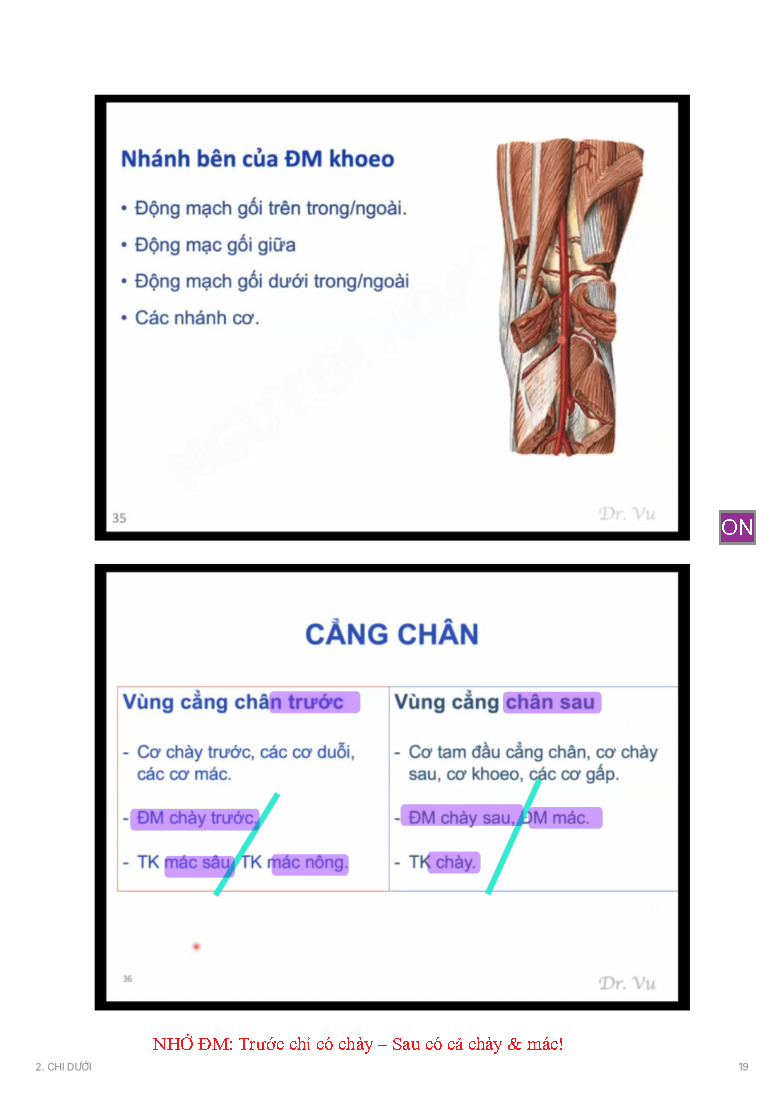 Nhánh bên của ĐM khoeo
• Động mạch gối trên trong/ngoài.
• Động mạc gối giữa
• Động mạch gối dưới trong/ngoài
• Các nhánh cơ.
35
Dr. Vu
ON
CẲNG CHÂN
Vùng cẳng chân trước
- Cơ chày trước, các cơ duỗi,
các cơ mác.
- ĐM chày trước.
- TK mác sâu, TK mác nông.
Vùng cẳng chân sau
- Cơ tam đầu cẳng chân, cơ chày
sau, cơ khoeo, các cơ gấp.
- ĐM chày sau, ĐM mác.
- TK chày.
36
Dr. Vu
NHỚ ĐM: Trước chỉ có chày – Sau có cả chày & mác!
2. CHI DƯỚI
19